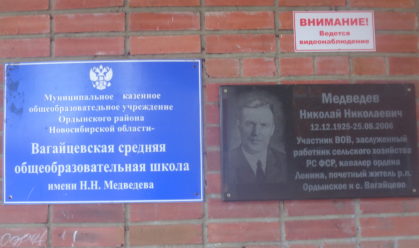 ВНИМАНИЕ!
Ведется
видеонаблюдение
Муниципальное казенное
общеобразовательное учреждение
Ордынского района
"Новосибирской области-
Вагайцевская средняя
общеобразовательная школа
имени Н.Н. Медведева
Медведев
Николай Николаевич
12.12.1925-25.08.2006
Участник ВОВ, заслуженный
работник сельского хозяйства
РС ФСР, кавалер ордена
Ленина, почетный житель р.п.
Ордынское и с. Вагайцево